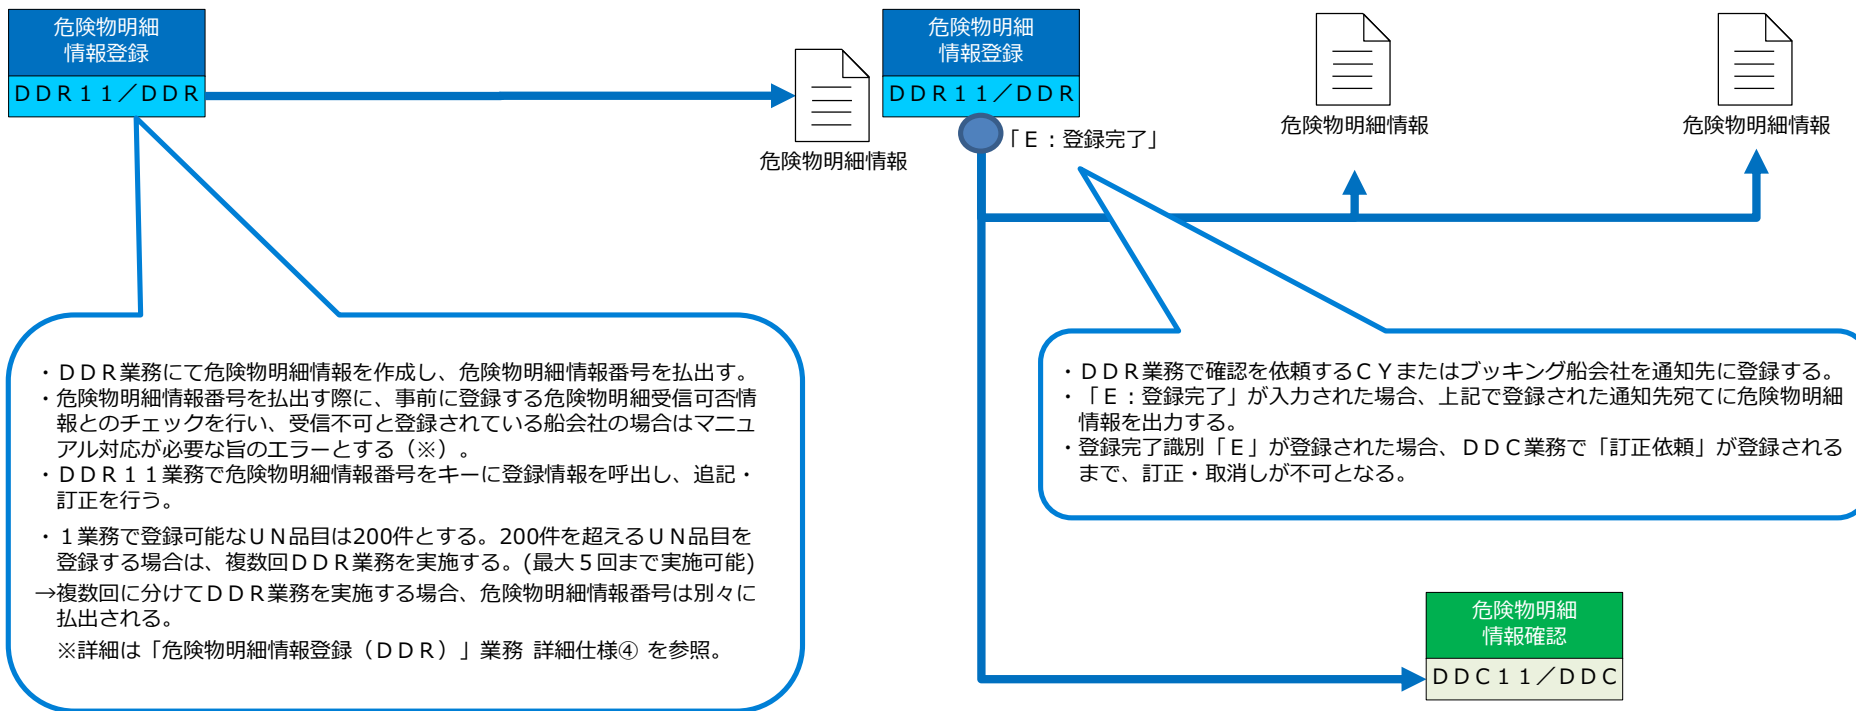 危険物明細
情報登録
ＤＤＲ１１／ＤＤＲ
危険物明細情報
危険物明細
情報登録
ＤＤＲ１１／ＤＤＲ
「Ｅ：登録完了」
危険物明細情報
危険物明細情報
・ＤＤＲ業務にて危険物明細情報を作成し、危険物明細情報番号を払出す。
・危険物明細情報番号を払出す際に、事前に登録する危険物明細受信可否情
報とのチェックを行い、受信不可と登録されている船会社の場合はマニュ
アル対応が必要な旨のエラーとする（※）。
・ＤＤＲ１１業務で危険物明細情報番号をキーに登録情報を呼出し、追記・
訂正を行う。
・１業務で登録可能なＵＮ品目は200件とする。200件を超えるＵＮ品目を
登録する場合は、複数回ＤＤＲ業務を実施する。(最大５回まで実施可能)
→複数回に分けてＤＤＲ業務を実施する場合、危険物明細情報番号は別々に
払出される。
※詳細は「危険物明細情報登録（ＤＤＲ）」業務 詳細仕様④ を参照。
・ＤＤＲ業務で確認を依頼するＣＹまたはブッキング船会社を通知先に登録する。
・「Ｅ：登録完了」が入力された場合、上記で登録された通知先宛てに危険物明細
情報を出力する。
・登録完了識別「Ｅ」が登録された場合、ＤＤＣ業務で「訂正依頼」が登録される
まで、訂正・取消しが不可となる。
危険物明細
情報確認
ＤＤＣ１１／ＤＤＣ